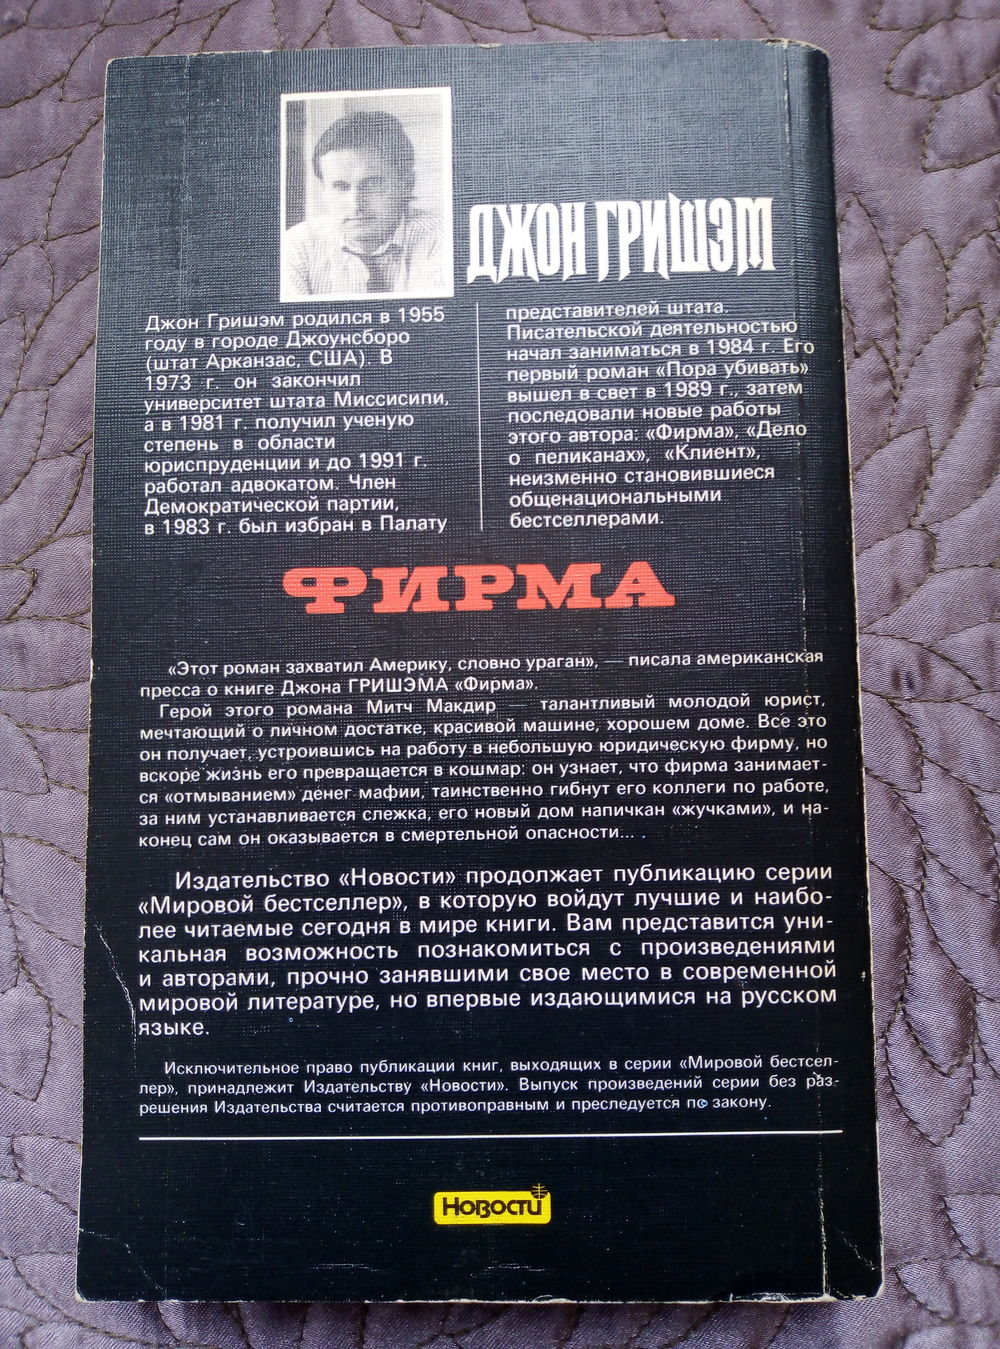 ДЖОН ГРИШЭМ
Джон Гришэм родился в 1955
году в городе Джоунсборо
(штат Арканзас, США). В
1973 г. он закончил
университет штата Миссисипи,
а в 1981 г. получил ученую
степень в области
юриспруденции и до 1991 г.
работал адвокатом. Член
Демократической партии,
в 1983 г. был избран в Палату
представителей штата.
Писательской деятельностью
начал заниматься в 1984 г. Его
первый роман «Пора убивать»
вышел в свет в 1989 г., затем
последовали новые работы
этого автора: «Фирма», «Дело
о пеликанах», «Клиент»,
неизменно становившиеся
общенациональными
бестселлерами.
ФИРМА
«Этот роман захватил Америку, словно ураган», — писала американская
пресса о книге Джона ГРИШЭМА «Фирма».
Герой этого романа Митч Макдир — талантливый молодой юрист,
мечтающий о личном достатке, красивой машине, хорошем доме. Все это
он получает, устроившись на работу в небольшую юридическую фирму, но
вскоре жизнь его превращается в кошмар: он узнает, что фирма занимает-
ся «отмыванием» денег мафии, таинственно гибнут его коллеги по работе,
за ним устанавливается слежка, его новый дом напичкан «жучками», и на-
конец сам он оказывается в смертельной опасности... .
Издательство «Новости» продолжает публикацию серии
«Мировой бестселлер», в которую войдут лучшие и наибо-
лее читаемые сегодня в мире книги. Вам представится уни-
кальная возможность познакомиться с произведениями
и авторами, прочно занявшими свое место в современной
мировой литературе, но впервые издающимися на русском
языке.
Исключительное право публикации книг, выходящих в серии «Мировой бестсел-
лер», принадлежит Издательству «Новости». Выпуск произведений серии без раз-
решения Издательства считается противоправным и преследуется по закону.
Новости